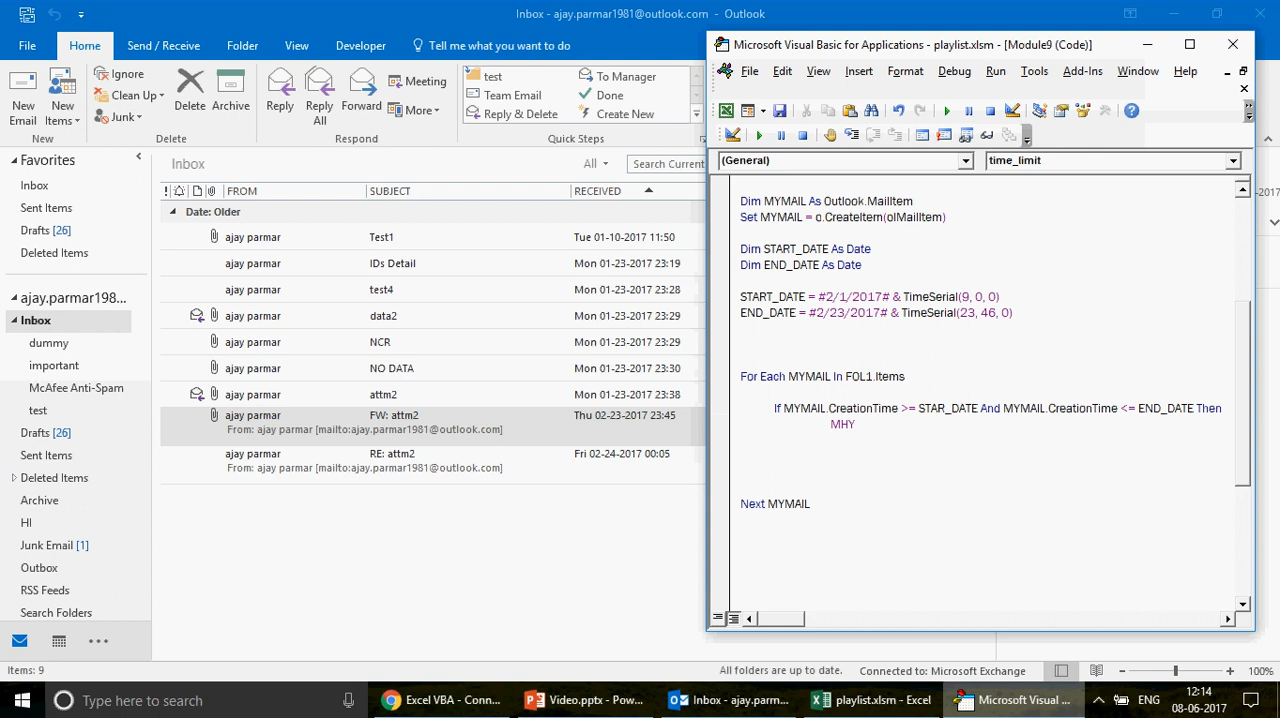 Inbox - ajay.parmar1981@outlook.com - Outlook
File Home Send / Receive Folder View Developer Tell me what you want to do
New Email
New Items
Ignore
Clean Up
Junk
Delete
Archive
Reply
Reply All
Forward
Meeting
More
test
Team Email
Reply & Delete
To Manager
Done
Create New
New Delete Respond Quick Steps
Favorites
Inbox
Sent Items
Drafts [26]
Deleted Items
ajay.parmar198...
Inbox
dummy
important
McAfee Anti-Spam
test
Drafts [26]
Sent Items
Deleted Items
Archive
HI
Junk Email [1]
Outbox
RSS Feeds
Search Folders
Inbox All Search Current
! FROM SUBJECT RECEIVED
Date: Older
ajay parmar Test1 Tue 01-10-2017 11:50
ajay parmar IDs Detail Mon 01-23-2017 23:19
ajay parmar test4 Mon 01-23-2017 23:28
ajay parmar data2 Mon 01-23-2017 23:29
ajay parmar NCR Mon 01-23-2017 23:29
ajay parmar NO DATA Mon 01-23-2017 23:30
ajay parmar attm2 Mon 01-23-2017 23:38
ajay parmar FW: attm2 Thu 02-23-2017 23:45
From: ajay parmar [mailto:ajay.parmar1981@outlook.com]
ajay parmar RE: attm2 Fri 02-24-2017 00:05
From: ajay parmar [mailto:ajay.parmar1981@outlook.com]
Microsoft Visual Basic for Applications - playlist.xlsm - [Module9 (Code)]
File Edit View Insert Format Debug Run Tools Add-Ins Window Help
(General) time_limit
Dim MYMAIL As Outlook.MailItem
Set MYMAIL = o.CreateItem(olMailItem)
Dim START_DATE As Date
Dim END_DATE As Date
START_DATE = #2/1/2017# & TimeSerial(9, 0, 0)
END_DATE = #2/23/2017# & TimeSerial(23, 46, 0)
For Each MYMAIL In FOL1.Items
If MYMAIL.CreationTime >= STAR_DATE And MYMAIL.CreationTime <= END_DATE Then
MHY
Next MYMAIL
Items: 9 All folders are up to date. Connected to: Microsoft Exchange 100%
Type here to search
Excel VBA - Conn...
Video.pptx - Pow...
Inbox - ajay.parm...
playlist.xlsm - Excel
Microsoft Visual ...
ENG
12:14
08-06-2017